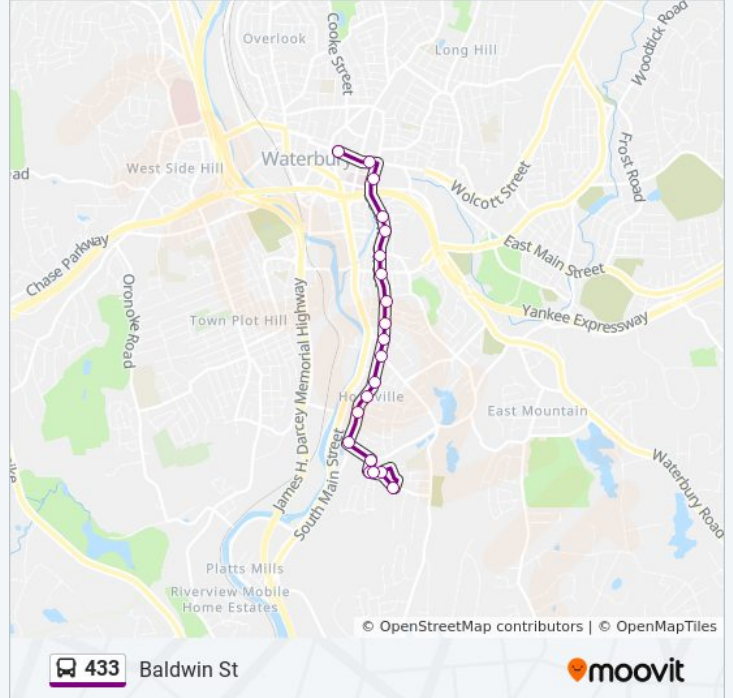 Overlook
Cooke Street
Long Hill
Woodtick Road
Waterbury
West Side Hill
ad
Wolcott Street
Frost Road
East Main Street
Chase Parkway
Oronoke Road
Town Plot Hill
James H. Darcey Memorial Highway
Yankee Expressway
East Mountain
South Main Street
Waterbury Road
ike
Platts Mills
Riverview Mobile
Home Estates
© OpenStreetMap contributors | © OpenMapTiles
433 Baldwin St
moovit